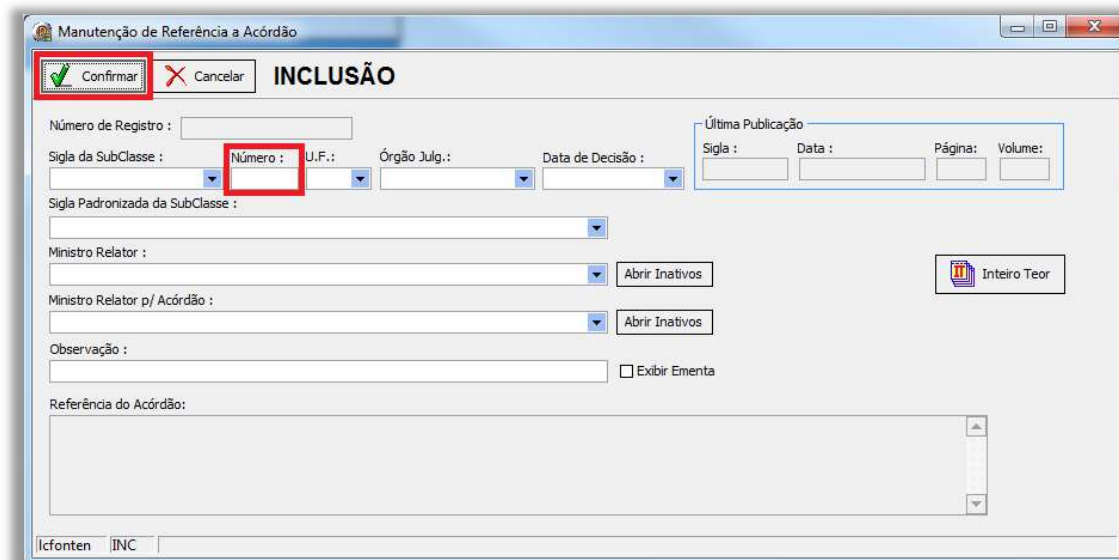 Manutenção de Referência a Acórdão
Confirmar Cancelar INCLUSÃO
Número de Registro :
Última Publicação
Sigla : Data : Página: Volume:
Sigla da SubClasse : Número : U.F.: Órgão Julg.: Data de Decisão :
Sigla Padronizada da SubClasse :
Ministro Relator :
Abrir Inativos
Inteiro Teor
Ministro Relator p/ Acórdão :
Abrir Inativos
Observação :
Exibir Ementa
Referência do Acórdão:
lcfonten INC